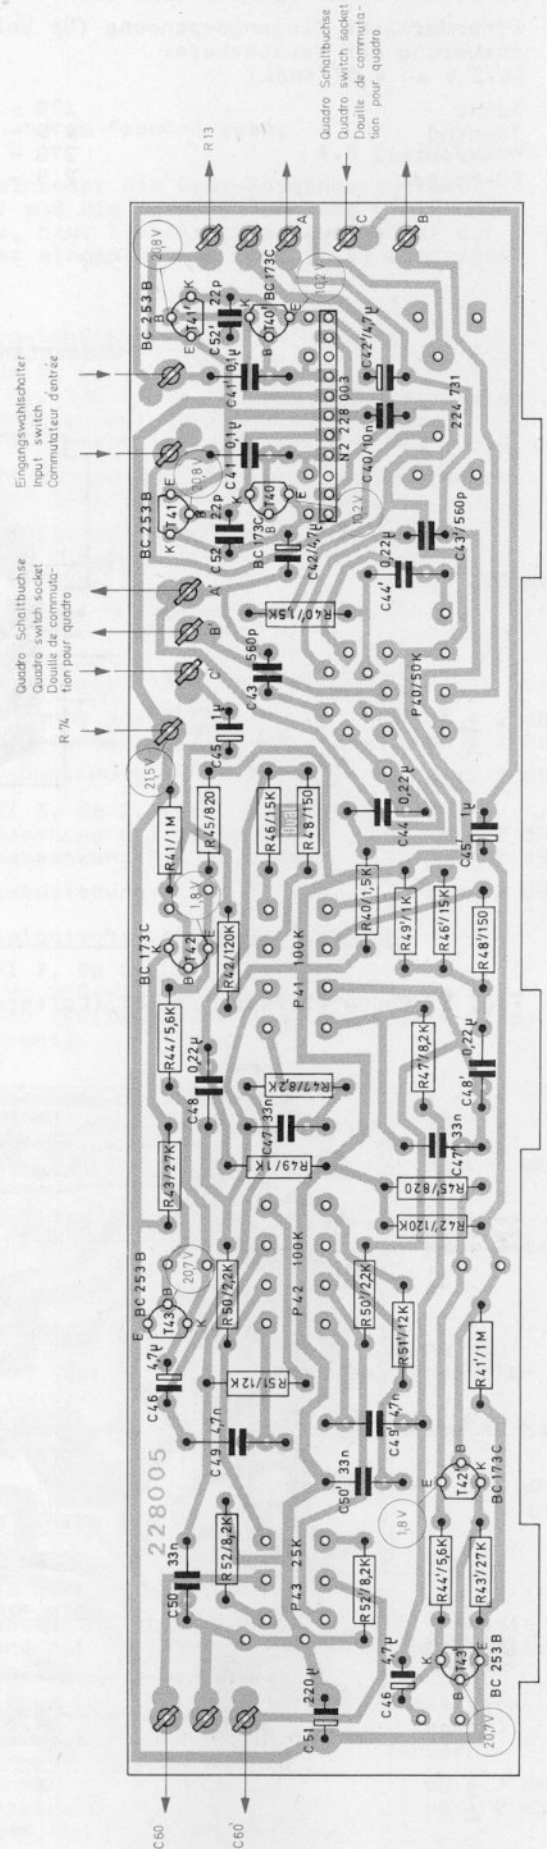 Quadro Schaltbuchse
Quadro switch socket
Douille de commuta-
tion pour quadro
R 13
A
C
B
Eingangswahlschalter
Input switch
Commutateur d'entrée
Quadro Schaltbuchse
Quadro switch socket
Douille de commuta-
tion pour quadro
R 74
C'
B'
A'
20,8V
BC 253 B
B
T41'
K
E
22p
C52'
K
BC 173C
T40'
B
E
10,2V
C41' 0,1µ
C42'/4,7µ
N2 228 003
C40/10n
224 731
C41 0,1µ
20,8V
BC 253 B
E
T41
B
K
22p
C52
K
T40
B
E
BC 173C
10,2V
C42/4,7µ
C43'/560p
0,22µ
C44'
R40'/1,5K
P40/50K
560p
C43
1µ
C45
21,5V
R41/1M
R45/820
R46/15K
R48/150
0,22µ
C44
1µ
C45'
1,8V
BC 173C
K
T42
B
E
R42/120K
P41 100K
R40/1,5K
R49'/1K
R46'/15K
R48'/150
R44/5,6K
0,22µ
C48
R47/8,2K
R47'/8,2K
0,22µ
C48'
R43/27K
C47 33n
C47' 33n
R49/1K
R45'/820
R42'/120K
20,7V
BC 253 B
E
T43
B
K
R50/2,2K
P42 100K
R50'/2,2K
R51'/12K
R41'/1M
4,7µ
C46
R51/12K
C49 4,7n
C49' 4,7n
C50' 33n
1,8V
E
T42'
B
K
BC 173C
228005
33n
C50
R52/8,2K
P43 25K
R52'/8,2K
R44'/5,6K
R43'/27K
4,7µ
C46
K
T43'
B
E
BC 253 B
20,7V
220µ
C51
C60
C60'